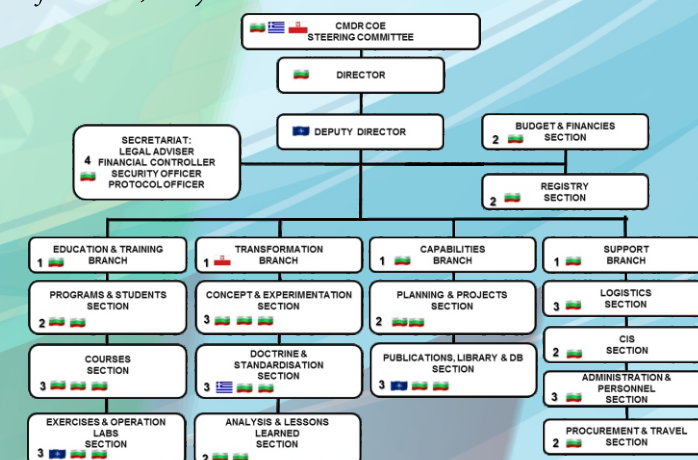 CMDR COE
STEERING COMMITTEE
DIRECTOR
DEPUTY DIRECTOR
SECRETARIAT:
LEGAL ADVISER
4 FINANCIAL CONTROLLER
SECURITY OFFICER
PROTOCOL OFFICER
BUDGET & FINANCIES
2 SECTION
REGISTRY
2 SECTION
EDUCATION & TRAINING
1 BRANCH
PROGRAMS & STUDENTS
SECTION
2
COURSES
SECTION
3
EXERCISES & OPERATION
LABS
SECTION
3
TRANSFORMATION
1 BRANCH
CONCEPT & EXPERIMENTATION
SECTION
3
DOCTRINE &
STANDARDISATION
SECTION
3
ANALYSIS & LESSONS
LEARNED
SECTION
2
CAPABILITIES
1 BRANCH
PLANNING & PROJECTS
SECTION
2
PUBLICATIONS, LIBRARY & DB
SECTION
3
SUPPORT
1 BRANCH
LOGISTICS
3 SECTION
CIS
2 SECTION
ADMINISTRATION &
PERSONNEL
3 SECTION
PROCUREMENT & TRAVEL
2 SECTION